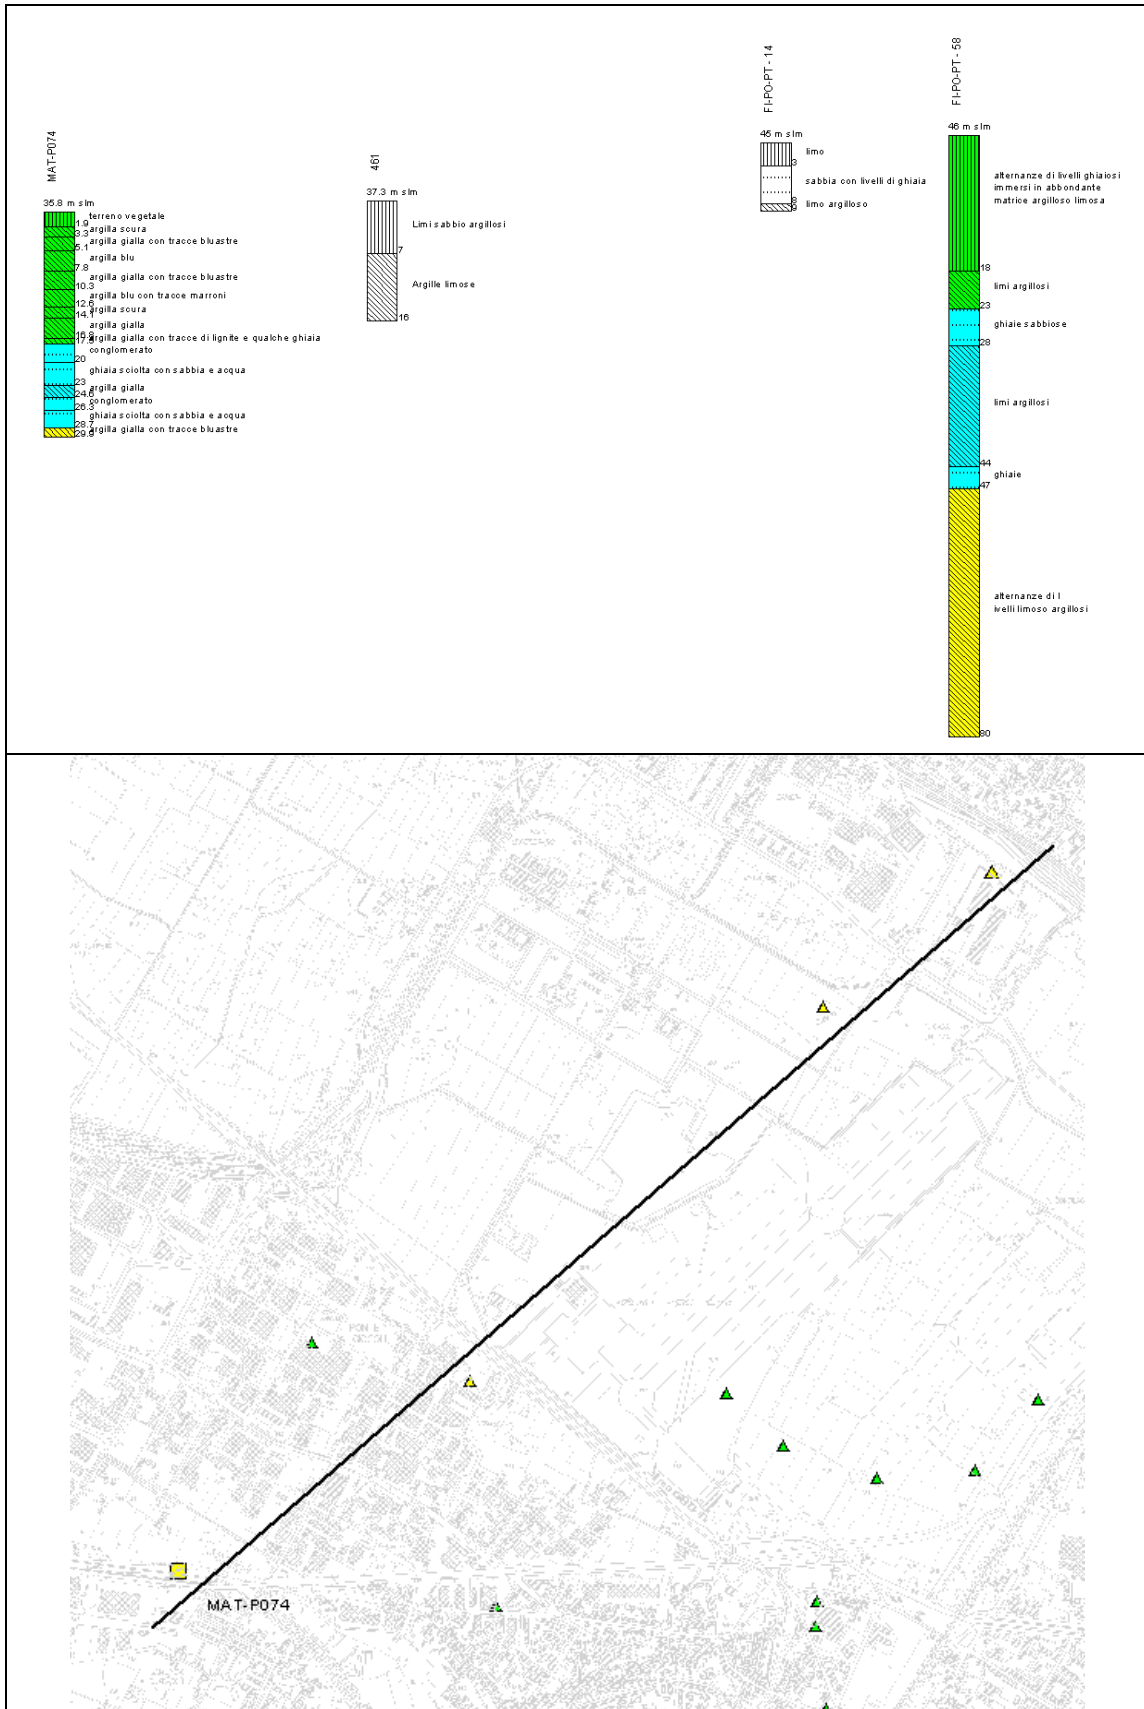 MAT-P074
35.8 m slm
terreno vegetale
1.9
argilla scura
3.3
argilla gialla con tracce bluastre
5.1
argilla blu
7.8
argilla gialla con tracce bluastre
10.3
argilla blu con tracce marroni
12.6
argilla scura
14.1
argilla gialla
argilla gialla con tracce di lignite e qualche ghiaia
conglomerato
20
ghiaia sciolta con sabbia e acqua
23
argilla gialla
24.6
conglomerato
26.3
ghiaia sciolta con sabbia e acqua
28.7
argilla gialla con tracce bluastre
29.9
461
37.3 m slm
Limi sabbio argillosi
7
Argille limose
16
FI-PO-PT - 14
45 m slm
limo
3
sabbia con livelli di ghiaia
limo argilloso
FI-PO-PT - 58
46 m slm
alternanze di livelli ghiaiosi
immersi in abbondante
matrice argilloso limosa
18
limi argillosi
23
ghiaie sabbiose
28
limi argillosi
44
ghiaie
47
alternanze di l
ivelli limoso argillosi
80
MAT-P074